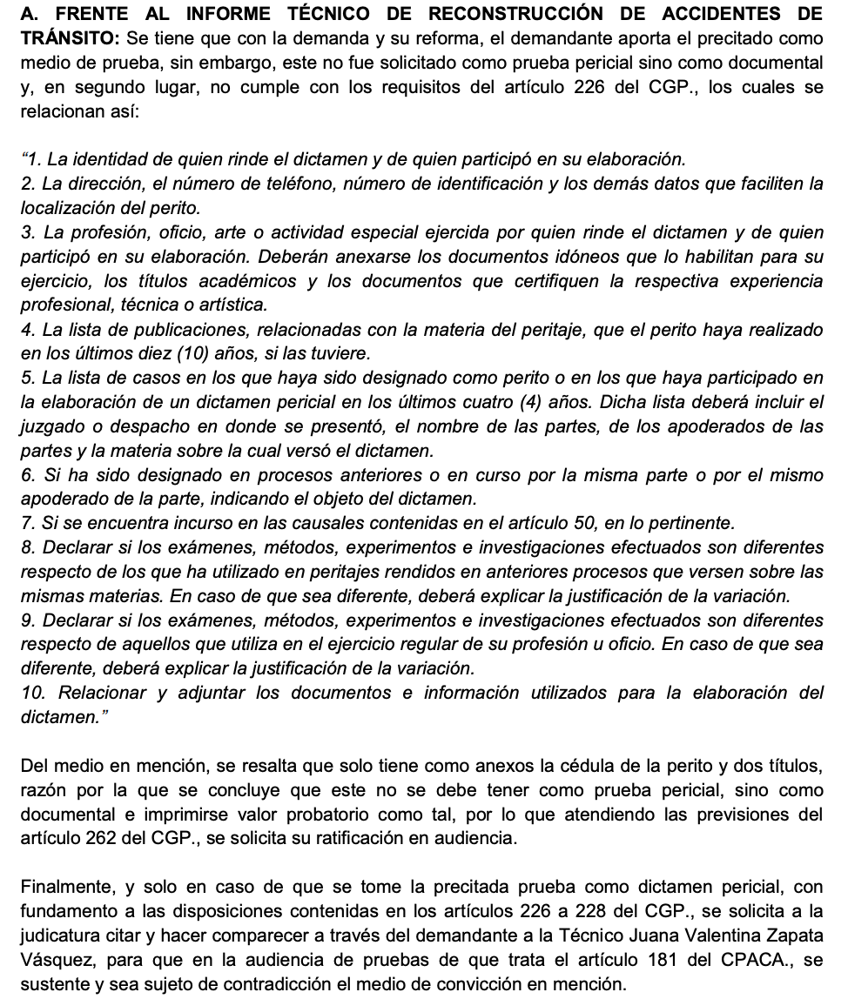 A. FRENTE AL INFORME TÉCNICO DE RECONSTRUCCIÓN DE ACCIDENTES DE
TRÁNSITO: Se tiene que con la demanda y su reforma, el demandante aporta el precitado como
medio de prueba, sin embargo, este no fue solicitado como prueba pericial sino como documental
y, en segundo lugar, no cumple con los requisitos del artículo 226 del CGP., los cuales se
relacionan así:
“1. La identidad de quien rinde el dictamen y de quien participó en su elaboración.
2. La dirección, el número de teléfono, número de identificación y los demás datos que faciliten la
localización del perito.
3. La profesión, oficio, arte o actividad especial ejercida por quien rinde el dictamen y de quien
participó en su elaboración. Deberán anexarse los documentos idóneos que lo habilitan para su
ejercicio, los títulos académicos y los documentos que certifiquen la respectiva experiencia
profesional, técnica o artística.
4. La lista de publicaciones, relacionadas con la materia del peritaje, que el perito haya realizado
en los últimos diez (10) años, si las tuviere.
5. La lista de casos en los que haya sido designado como perito o en los que haya participado en
la elaboración de un dictamen pericial en los últimos cuatro (4) años. Dicha lista deberá incluir el
juzgado o despacho en donde se presentó, el nombre de las partes, de los apoderados de las
partes y la materia sobre la cual versó el dictamen.
6. Si ha sido designado en procesos anteriores o en curso por la misma parte o por el mismo
apoderado de la parte, indicando el objeto del dictamen.
7. Si se encuentra incurso en las causales contenidas en el artículo 50, en lo pertinente.
8. Declarar si los exámenes, métodos, experimentos e investigaciones efectuados son diferentes
respecto de los que ha utilizado en peritajes rendidos en anteriores procesos que versen sobre las
mismas materias. En caso de que sea diferente, deberá explicar la justificación de la variación.
9. Declarar si los exámenes, métodos, experimentos e investigaciones efectuados son diferentes
respecto de aquellos que utiliza en el ejercicio regular de su profesión u oficio. En caso de que sea
diferente, deberá explicar la justificación de la variación.
10. Relacionar y adjuntar los documentos e información utilizados para la elaboración del
dictamen.”
Del medio en mención, se resalta que solo tiene como anexos la cédula de la perito y dos títulos,
razón por la que se concluye que este no se debe tener como prueba pericial, sino como
documental e imprimirse valor probatorio como tal, por lo que atendiendo las previsiones del
artículo 262 del CGP., se solicita su ratificación en audiencia.
Finalmente, y solo en caso de que se tome la precitada prueba como dictamen pericial, con
fundamento a las disposiciones contenidas en los artículos 226 a 228 del CGP., se solicita a la
judicatura citar y hacer comparecer a través del demandante a la Técnico Juana Valentina Zapata
Vásquez, para que en la audiencia de pruebas de que trata el artículo 181 del CPACA., se
sustente y sea sujeto de contradicción el medio de convicción en mención.